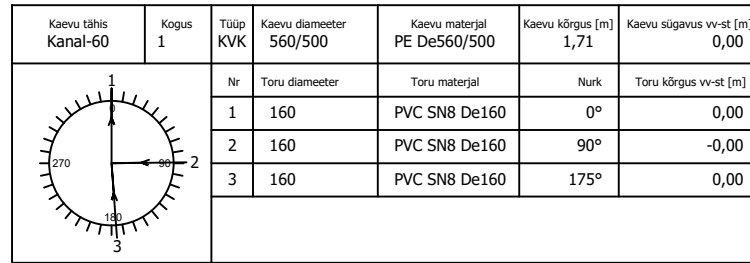 Kaevu tähis Kogus Tüüp Kaevu diameeter Kaevu materjal Kaevu kõrgus [m] Kaevu sügavus vv-st [m]
Kanal-60 1 KVK 560/500 PE De560/500 1,71 0,00
Nr Toru diameeter Toru materjal Nurk Toru kõrgus vv-st [m]
1 160 PVC SN8 De160 0° 0,00
2 160 PVC SN8 De160 90° -0,00
3 160 PVC SN8 De160 175° 0,00
1
0
270 90 2
180
3